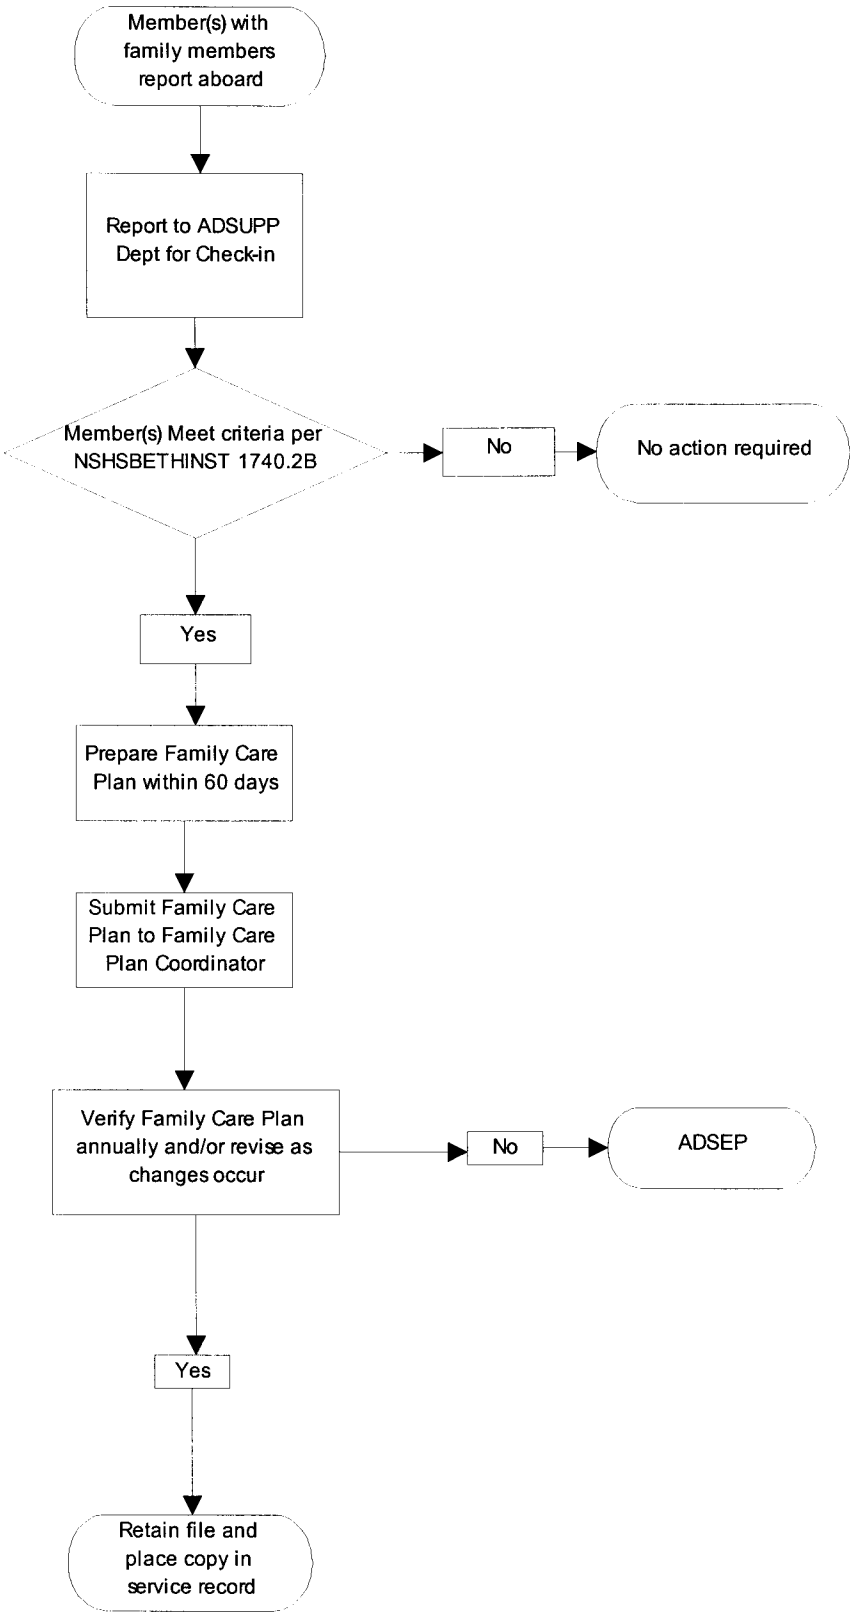 Member(s) with
family members
report aboard
Report to ADSUPP
Dept for Check-in
Member(s) Meet criteria per
NSHSBETHINST 1740.2B
No
No action required
Yes
Prepare Family Care
Plan within 60 days
Submit Family Care
Plan to Family Care
Plan Coordinator
Verify Family Care Plan
annually and/or revise as
changes occur
No
ADSEP
Yes
Retain file and
place copy in
service record